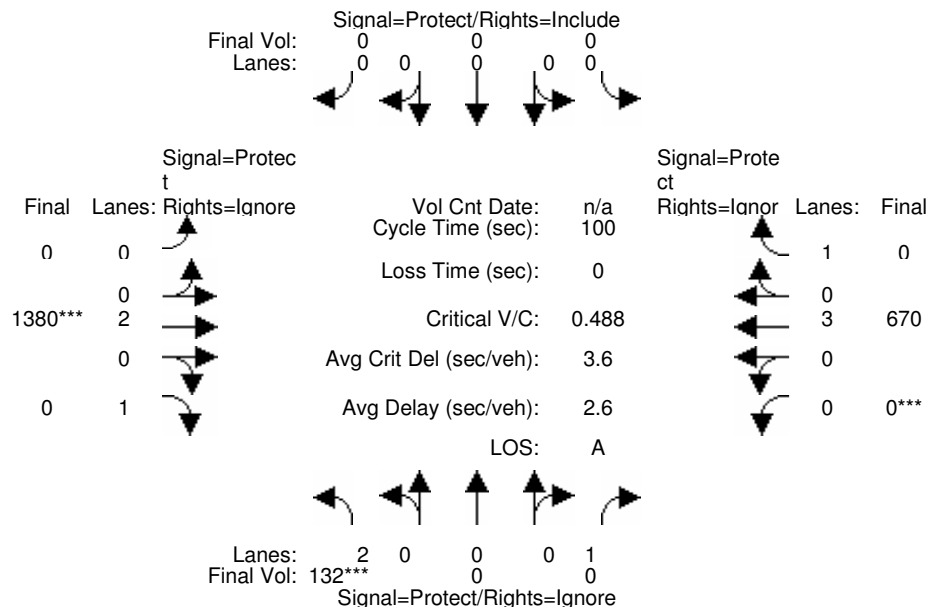 Signal=Protect/Rights=Include
Final Vol: 0 0 0
Lanes: 0 0 0 0 0
Signal=Protec
t
Signal=Prote
ct
Final Lanes: Rights=Ignore Vol Cnt Date: n/a Rights=Ignor Lanes: Final
Cycle Time (sec): 100
0 0 1 0
Loss Time (sec): 0
0 0
1380*** 2 Critical V/C: 0.488 3 670
0 Avg Crit Del (sec/veh): 3.6 0
0 1 Avg Delay (sec/veh): 2.6 0 0***
LOS: A
Lanes: 2 0 0 0 1
Final Vol: 132*** 0 0
Signal=Protect/Rights=Ignore